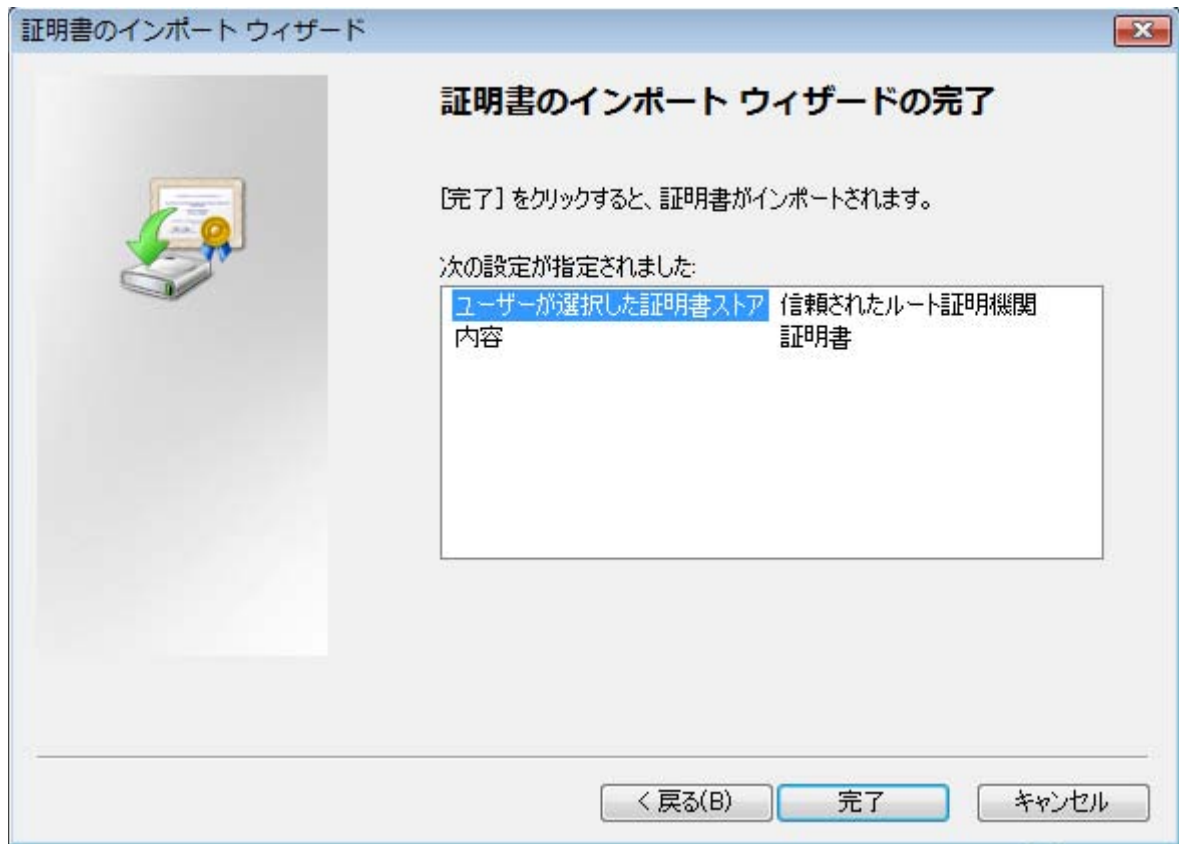 証明書のインポート ウィザード
証明書のインポート ウィザードの完了
[完了] をクリックすると、証明書がインポートされます。
次の設定が指定されました:
ユーザーが選択した証明書ストア 信頼されたルート証明機関
内容 証明書
< 戻る(B) 完了 キャンセル